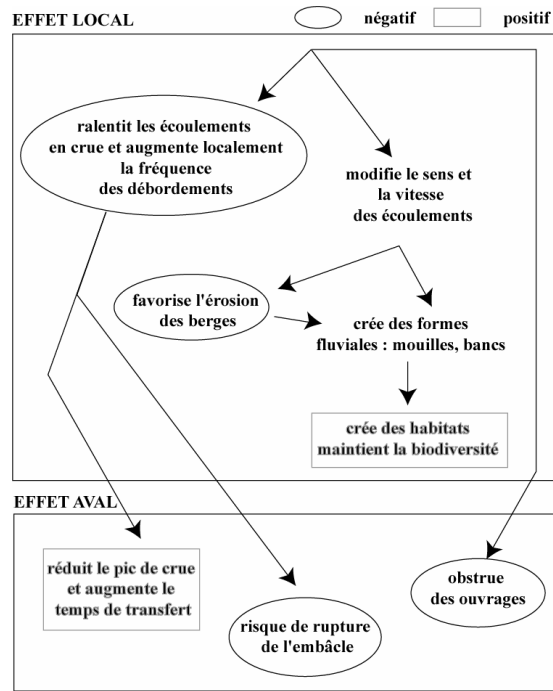 EFFET LOCAL
négatif
positif
ralentit les écoulements
en crue et augmente localement
la fréquence
des débordements
modifie le sens et
la vitesse
des écoulements
favorise l'érosion
des berges
crée des formes
fluviales : mouilles, bancs
crée des habitats
maintient la biodiversité
EFFET AVAL
réduit le pic de crue
et augmente le
temps de transfert
risque de rupture
de l'embâcle
obstrue
des ouvrages